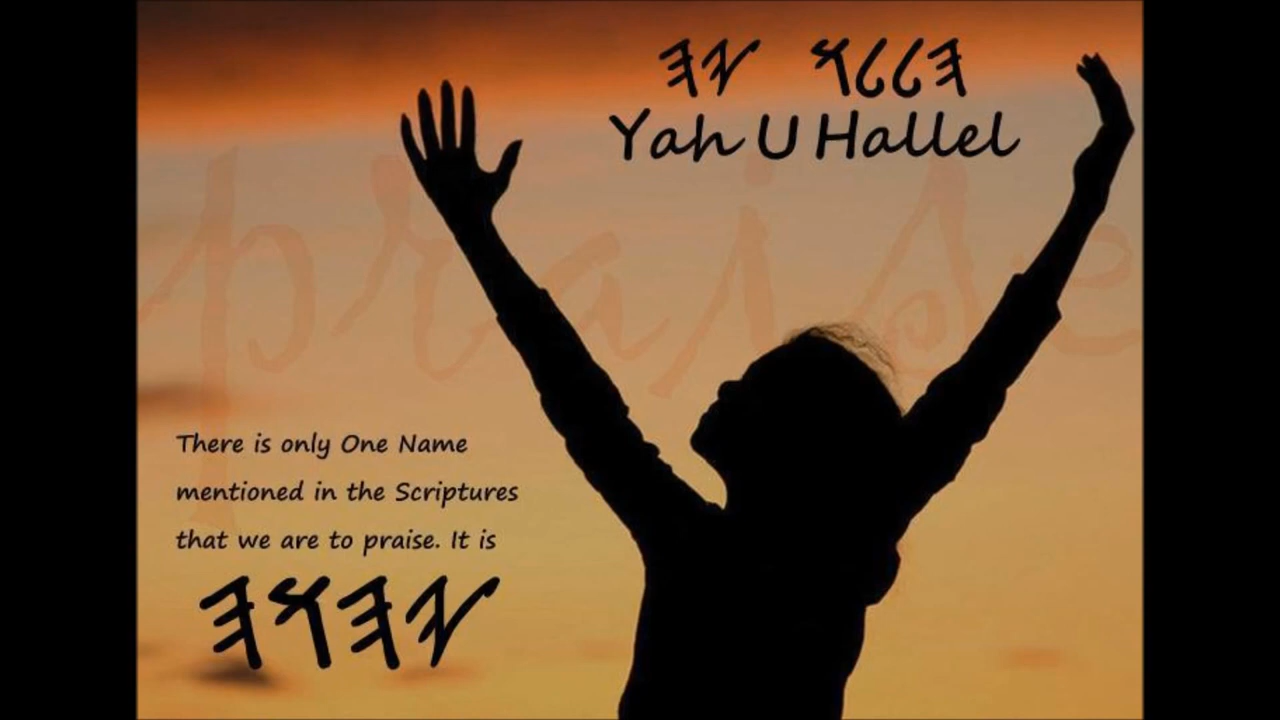 𐤄𐤋𐤋𐤅 𐤉𐤄
Yah U Hallel
praise
There is only One Name
mentioned in the Scriptures
that we are to praise. It is
𐤉𐤄𐤅𐤄